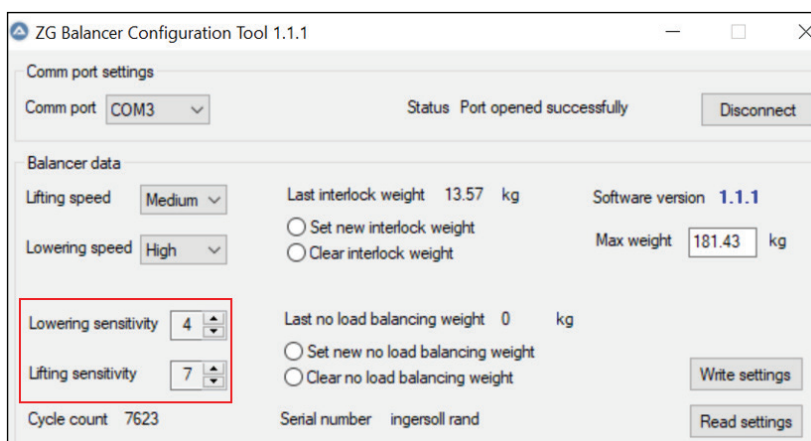 ZG Balancer Configuration Tool 1.1.1
Comm port settings
Comm port COM3 Status Port opened successfully Disconnect
Balancer data
Lifting speed Medium Last interlock weight 13.57 kg Software version 1.1.1
Set new interlock weight
Lowering speed High Clear interlock weight Max weight 181.43 kg
Lowering sensitivity 4 Last no load balancing weight 0 kg
Set new no load balancing weight
Lifting sensitivity 7 Clear no load balancing weight Write settings
Cycle count 7623 Serial number ingersoll rand Read settings